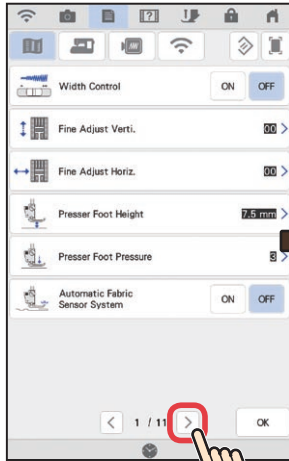 ?
Width Control ON OFF
Fine Adjust Verti. 00 >
Fine Adjust Horiz. 00 >
Presser Foot Height 7.5 mm >
Presser Foot Pressure 3 >
Automatic Fabric
Sensor System ON OFF
< 1 / 11 > OK